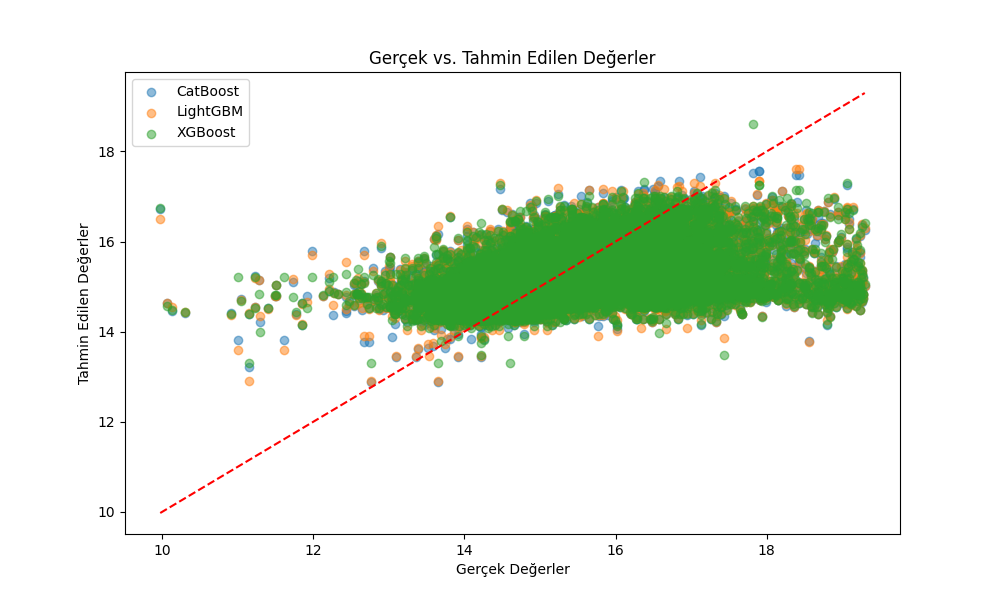 Gerçek vs. Tahmin Edilen Değerler
CatBoost
LightGBM
XGBoost
18
16
14
12
10
Tahmin Edilen Değerler
10 12 14 16 18
Gerçek Değerler